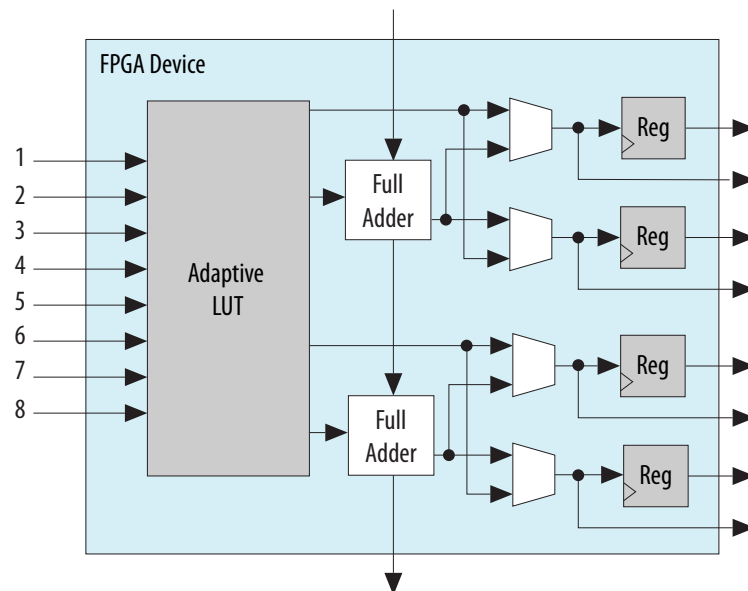 FPGA Device
1
2
3
4
5
6
7
8
Adaptive
LUT
Full
Adder
Full
Adder
Reg
Reg
Reg
Reg